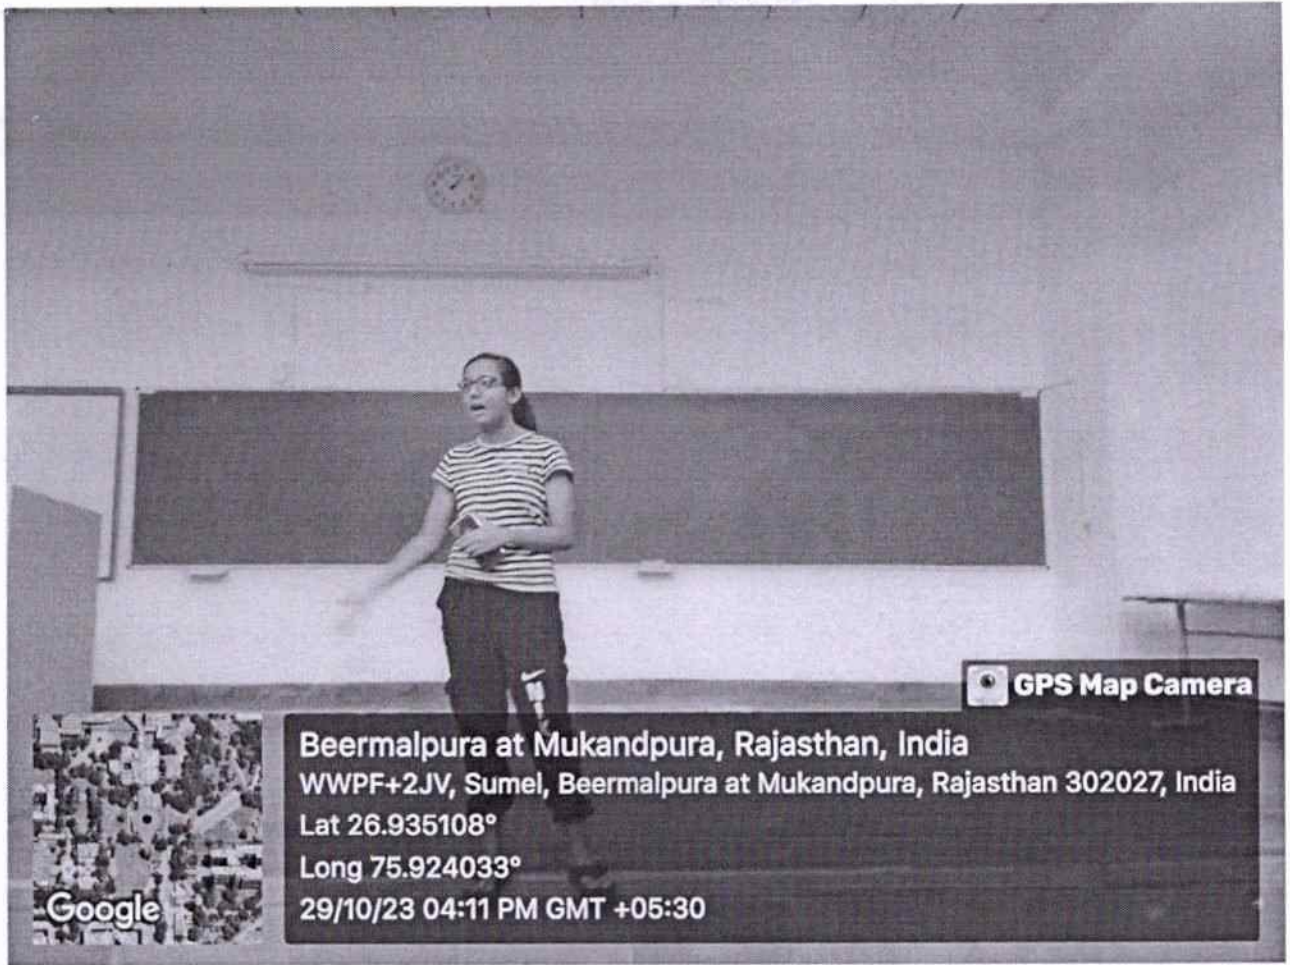 GPS Map Camera
Beermalpura at Mukandpura, Rajasthan, India
WWPF+2JV, Sumel, Beermalpura at Mukandpura, Rajasthan 302027, India
Lat 26.935108°
Long 75.924033°
29/10/23 04:11 PM GMT +05:30
Google